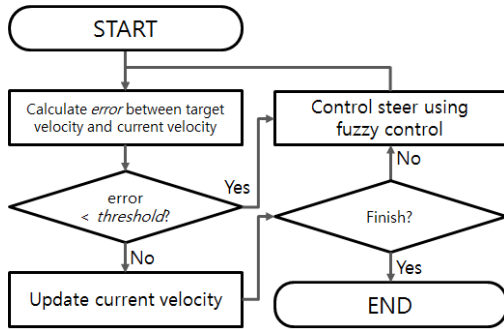 START
Calculate error between target
velocity and current velocity
Control steer using
fuzzy control
Yes
No
error
< threshold?
Finish?
No
Yes
Update current velocity
END